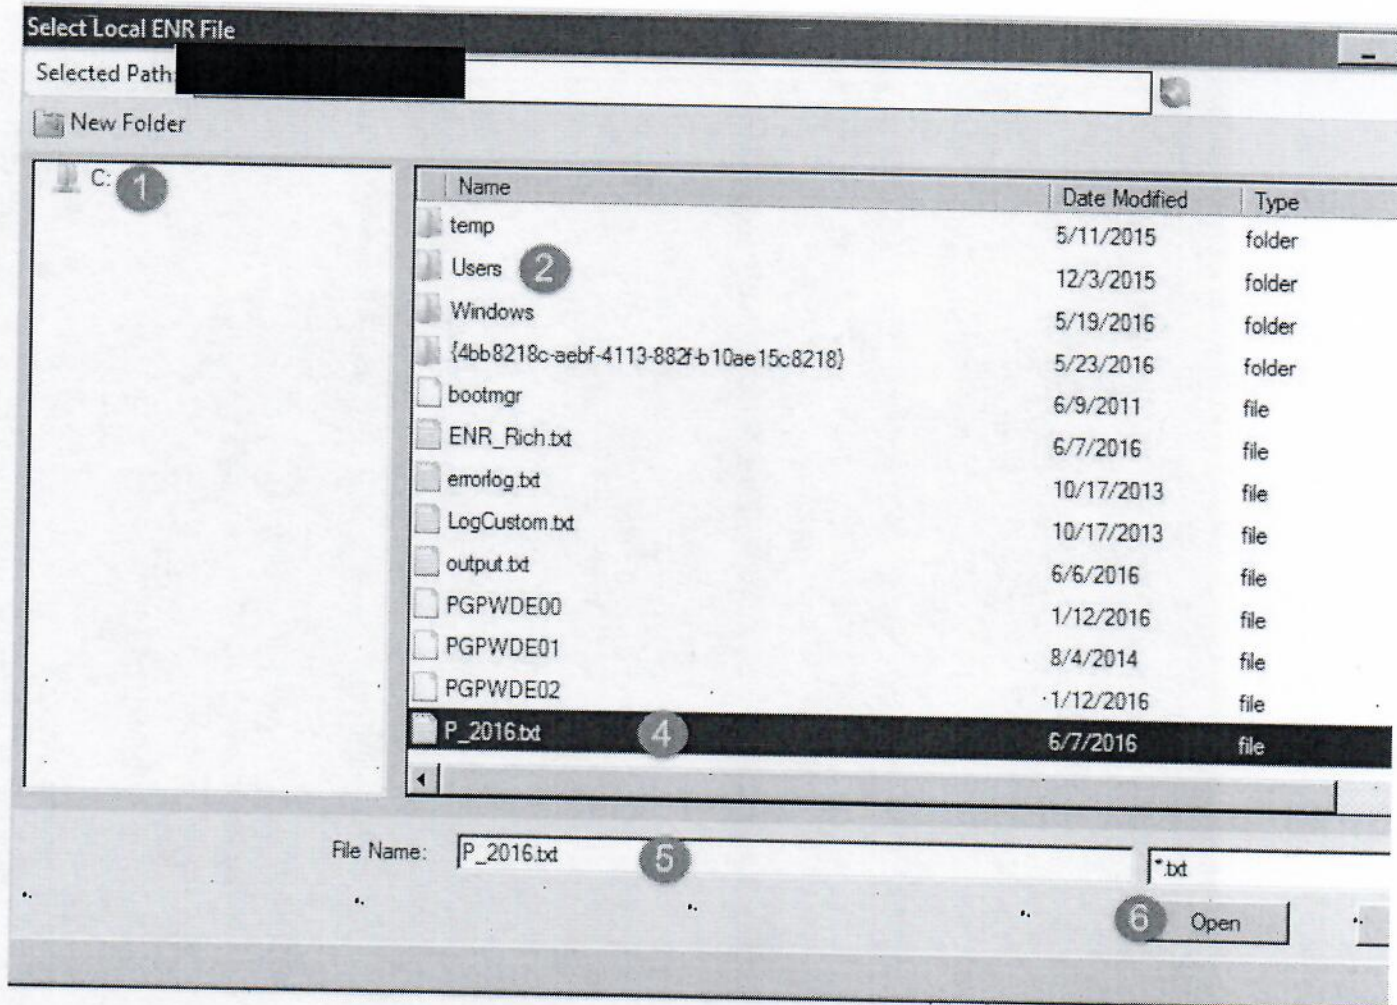 Select Local ENR File
Selected Path:
New Folder
C: 1
Name Date Modified Type
temp 5/11/2015 folder
Users 2 12/3/2015 folder
Windows 5/19/2016 folder
{4bb8218c-aebf-4113-882f-b10ae15c8218} 5/23/2016 folder
bootmgr 6/9/2011 file
ENR_Rich.txt 6/7/2016 file
errorlog.txt 10/17/2013 file
LogCustom.txt 10/17/2013 file
output.txt 6/6/2016 file
PGPWDE00 1/12/2016 file
PGPWDE01 8/4/2014 file
PGPWDE02 1/12/2016 file
P_2016.txt 4 6/7/2016 file
File Name: P_2016.txt 5 *.txt
6 Open